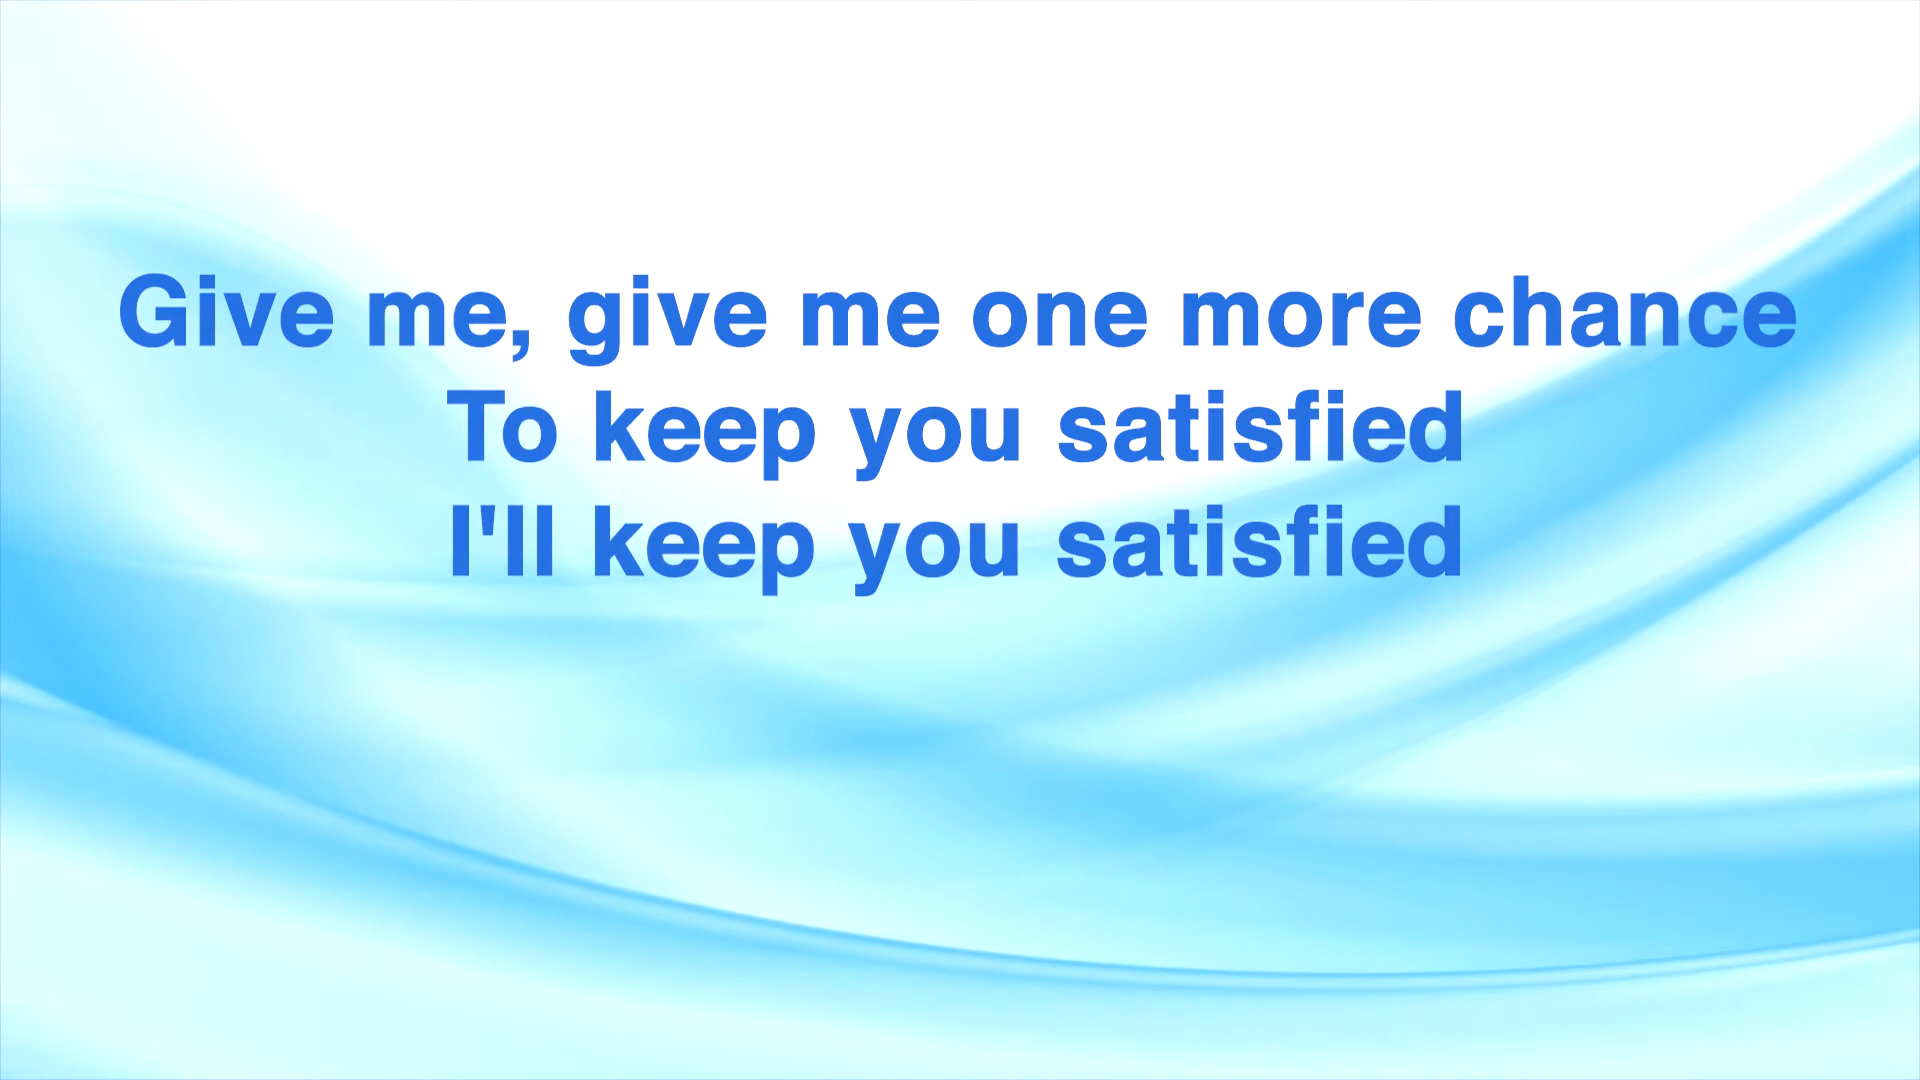 Give me, give me one more chance
To keep you satisfied
I'll keep you satisfied